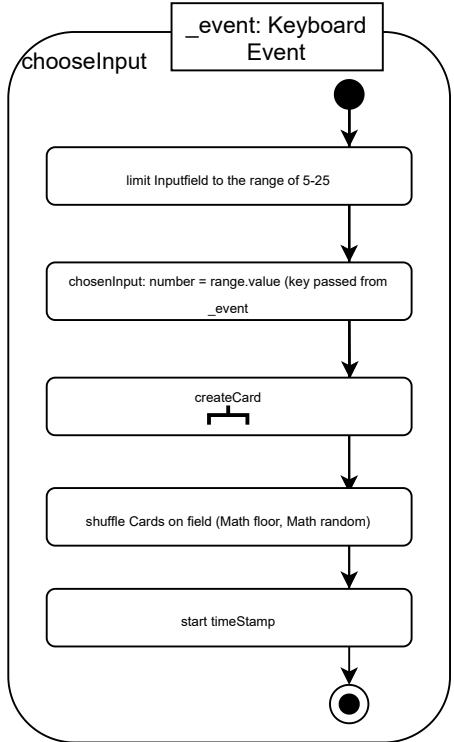 _event: Keyboard
Event
chooseInput
limit Inputfield to the range of 5-25
chosenInput: number = range.value (key passed from
_event
createCard
shuffle Cards on field (Math floor, Math random)
start timeStamp